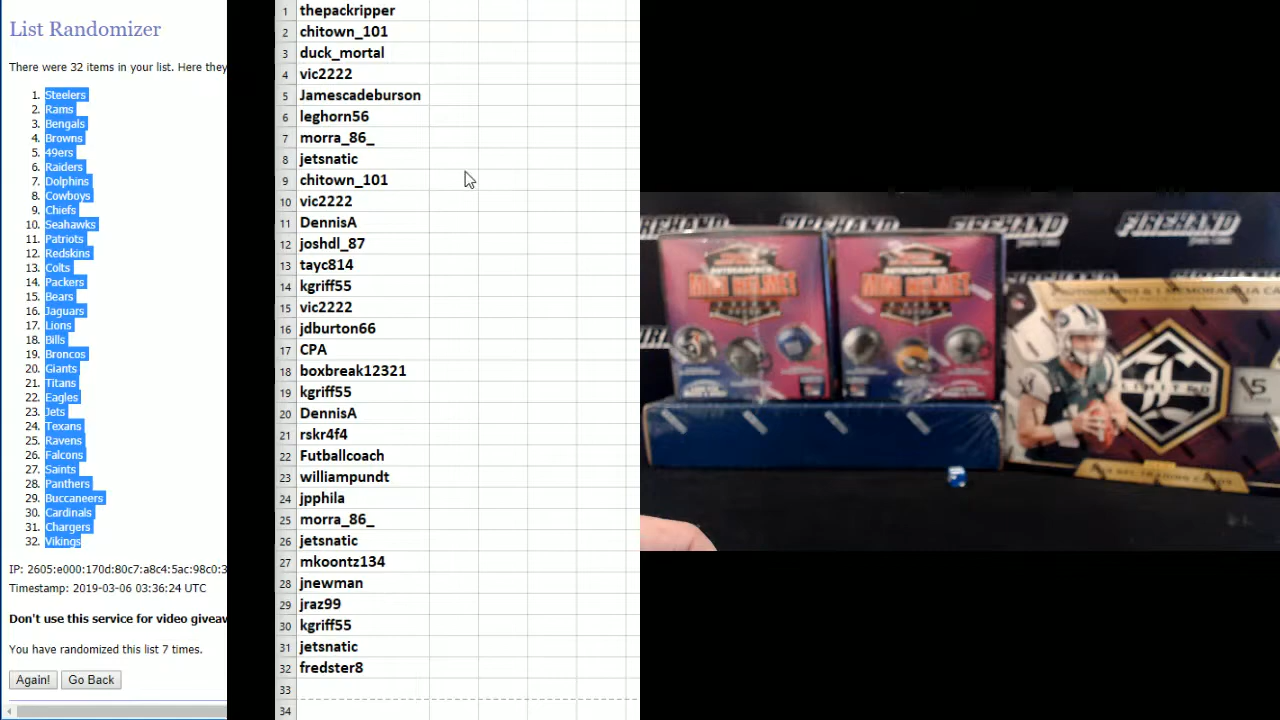 List Randomizer
There were 32 items in your list. Here they
1. Steelers
2. Rams
3. Bengals
4. Browns
5. 49ers
6. Raiders
7. Dolphins
8. Cowboys
9. Chiefs
10. Seahawks
11. Patriots
12. Redskins
13. Colts
14. Packers
15. Bears
16. Jaguars
17. Lions
18. Bills
19. Broncos
20. Giants
21. Titans
22. Eagles
23. Jets
24. Texans
25. Ravens
26. Falcons
27. Saints
28. Panthers
29. Buccaneers
30. Cardinals
31. Chargers
32. Vikings
IP: 2605:e000:170d:80c7:a8c4:5ac:98c0:3
Timestamp: 2019-03-06 03:36:24 UTC
Don't use this service for video giveaw
You have randomized this list 7 times.
Again! Go Back
1 thepackripper
2 chitown_101
3 duck_mortal
4 vic2222
5 Jamescadeburson
6 leghorn56
7 morra_86_
8 jetsnatic
9 chitown_101
10 vic2222
11 DennisA
12 joshdl_87
13 tayc814
14 kgriff55
15 vic2222
16 jdburton66
17 CPA
18 boxbreak12321
19 kgriff55
20 DennisA
21 rskr4f4
22 Futballcoach
23 williampundt
24 jpphila
25 morra_86_
26 jetsnatic
27 mkoontz134
28 jnewman
29 jraz99
30 kgriff55
31 jetsnatic
32 fredster8
33
34
FIREHAND FIREHAND FIREHAND
AUTOGRAPHED
MINI HELMET
AUTOGRAPHED
MINI HELMET
LIMITED
5